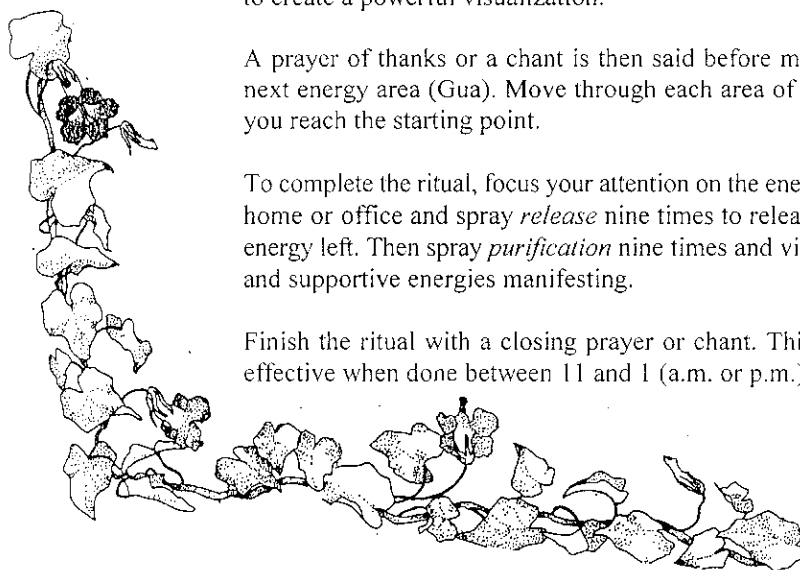 to create a powerful visualization.
A prayer of thanks or a chant is then said before m
next energy area (Gua). Move through each area of
you reach the starting point.
To complete the ritual, focus your attention on the ene
home or office and spray release nine times to relea
energy left. Then spray purification nine times and vi
and supportive energies manifesting.
Finish the ritual with a closing prayer or chant. Thi
effective when done between 11 and 1 (a.m. or p.m.)